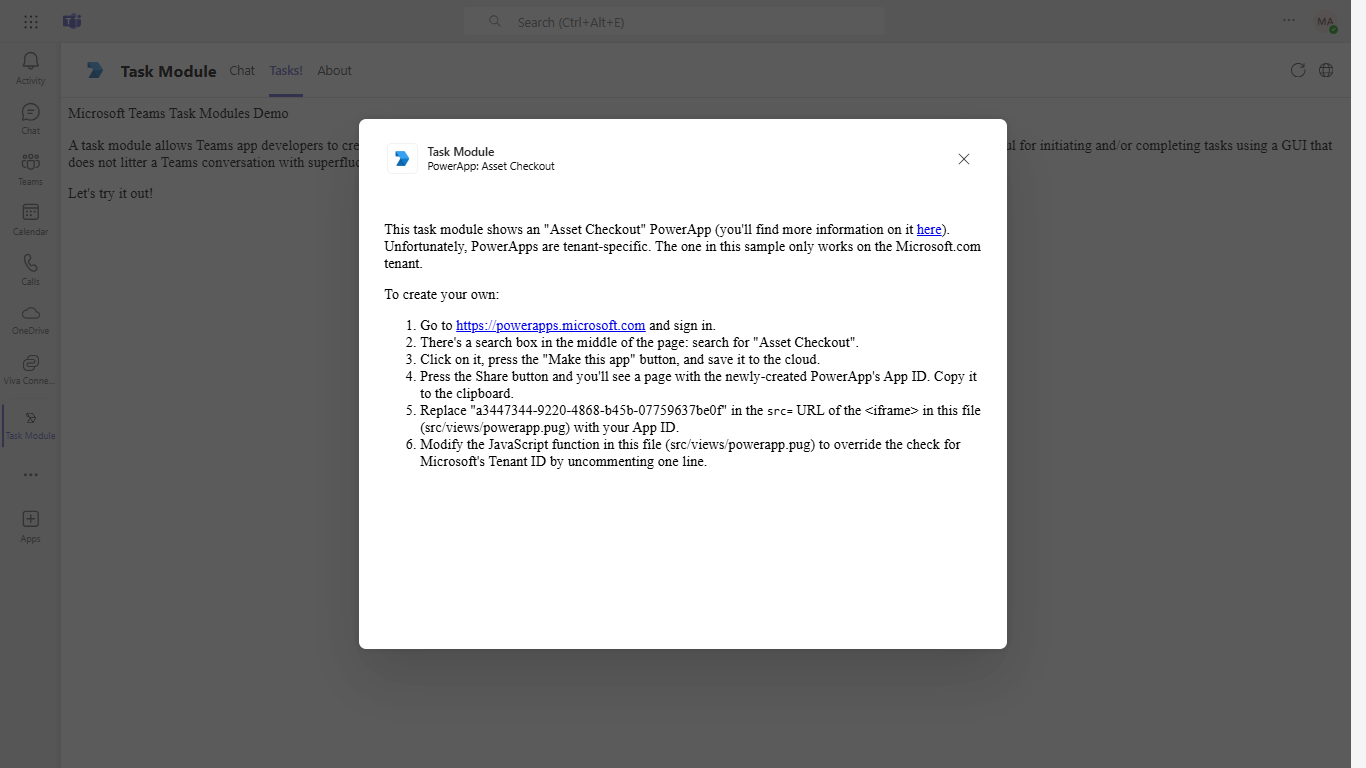 Search (Ctrl+Alt+E)
MA
Activity
Chat
Teams
Calendar
Calls
OneDrive
Viva Conne...
Task Module
Apps
Task Module Chat Tasks! About
Microsoft Teams Task Modules Demo
A task module allows Teams app developers to cre
ul for initiating and/or completing tasks using a GUI that
does not litter a Teams conversation with superfluo
Let's try it out!
Task Module
PowerApp: Asset Checkout
This task module shows an "Asset Checkout" PowerApp (you'll find more information on it here).
Unfortunately, PowerApps are tenant-specific. The one in this sample only works on the Microsoft.com
tenant.
To create your own:
1. Go to https://powerapps.microsoft.com and sign in.
2. There's a search box in the middle of the page: search for "Asset Checkout".
3. Click on it, press the "Make this app" button, and save it to the cloud.
4. Press the Share button and you'll see a page with the newly-created PowerApp's App ID. Copy it
to the clipboard.
5. Replace "a3447344-9220-4868-b45b-07759637be0f" in the src= URL of the <iframe> in this file
(src/views/powerapp.pug) with your App ID.
6. Modify the JavaScript function in this file (src/views/powerapp.pug) to override the check for
Microsoft's Tenant ID by uncommenting one line.